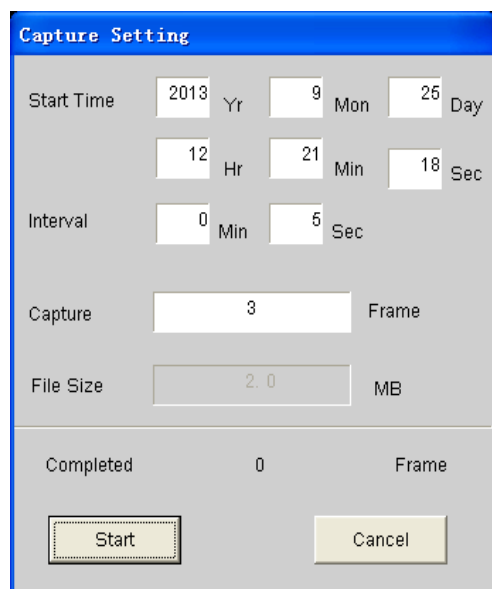 Capture Setting
Start Time 2013 Yr 9 Mon 25 Day
12 Hr 21 Min 18 Sec
Interval 0 Min 5 Sec
Capture 3 Frame
File Size 2.0 MB
Completed 0 Frame
Start Cancel